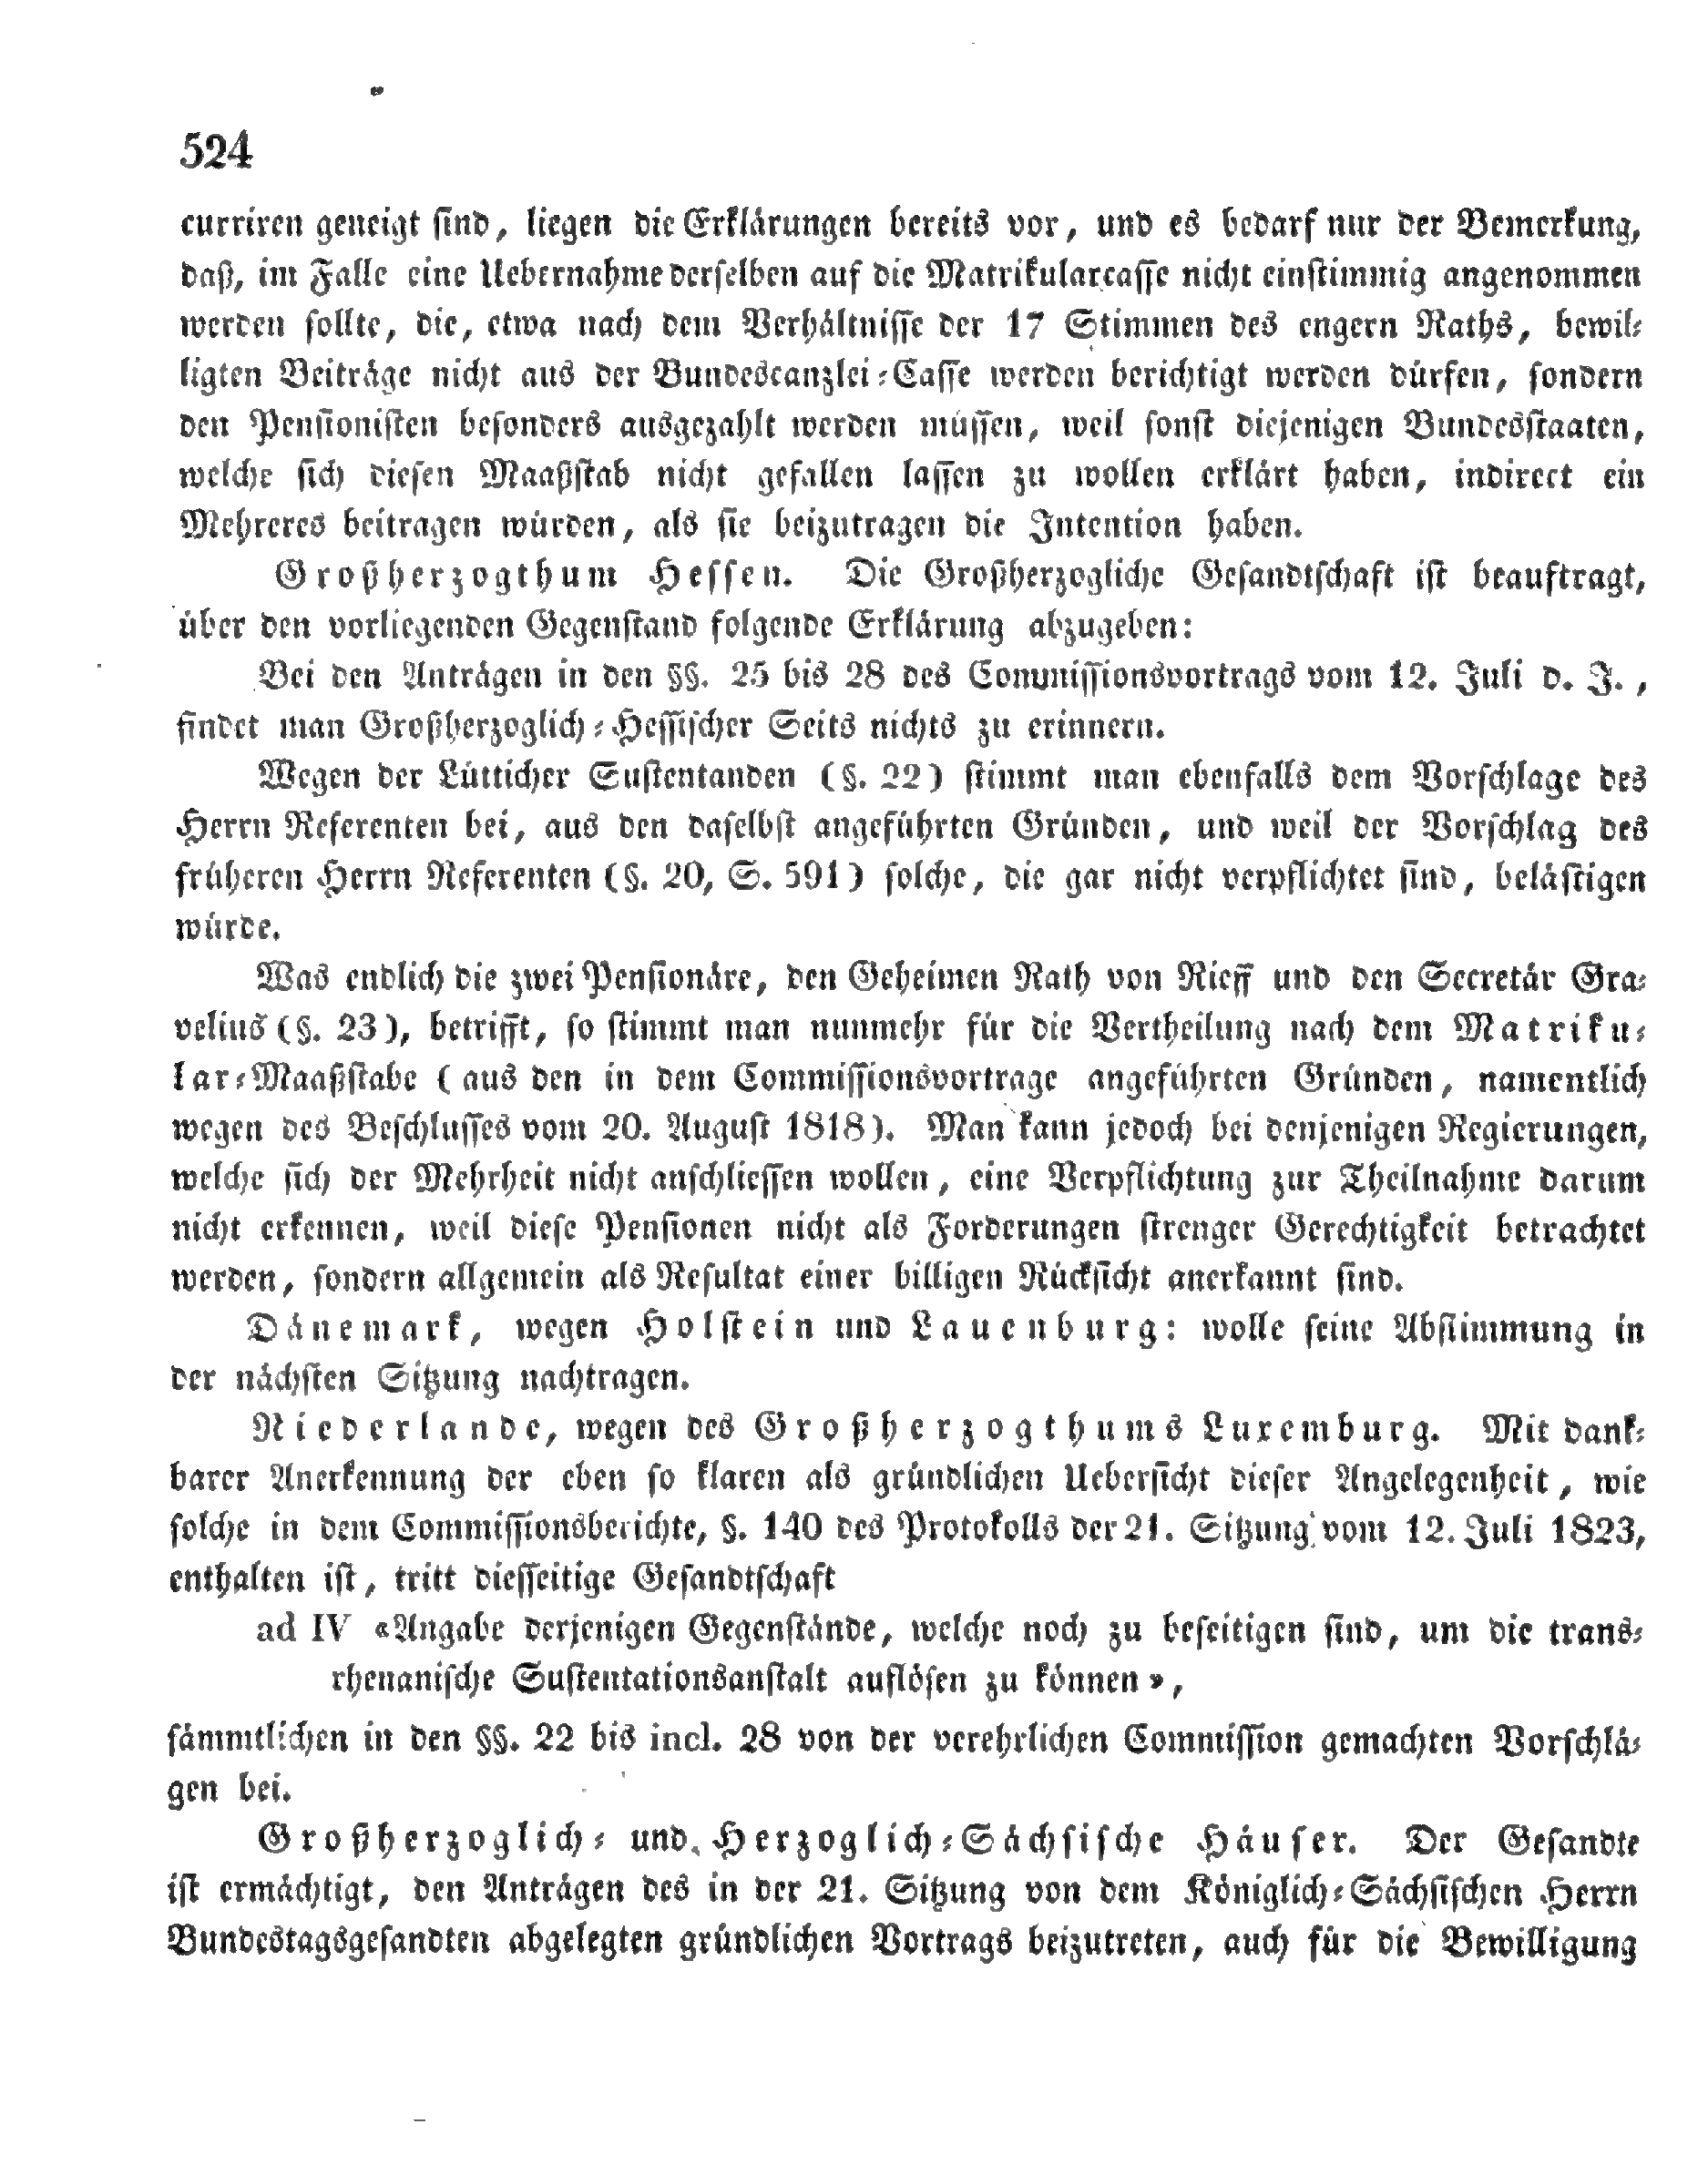 524
curriren geneigt sind, liegen die Erklärungen bereits vor, und es bedarf nur der Bemerkung,
daß, im Falle eine Uebernahme derselben auf die Matrikularcasse nicht einstimmig angenommen
werden sollte, die, etwa nach dem Verhältnisse der 17 Stimmen des engern Raths, bewil-
ligten Beiträge nicht aus der Bundescanzlei-Casse werden berichtigt werden dürfen, sondern
den Pensionisten besonders ausgezahlt werden müssen, weil sonst diejenigen Bundesstaaten,
welche sich diesen Maaßstab nicht gefallen lassen zu wollen erklärt haben, indirect ein
Mehreres beitragen würden, als sie beizutragen die Intention haben.
Großherzogthum Hessen. Die Großherzogliche Gesandtschaft ist beauftragt,
über den vorliegenden Gegenstand folgende Erklärung abzugeben:
Bei den Anträgen in den §§. 25 bis 28 des Commissionsvortrags vom 12. Juli d. J.,
findet man Großherzoglich-Hessischer Seits nichts zu erinnern.
Wegen der Lütticher Sustentanden (§. 22) stimmt man ebenfalls dem Vorschlage des
Herrn Referenten bei, aus den daselbst angeführten Gründen, und weil der Vorschlag des
früheren Herrn Referenten (§. 20, S. 591) solche, die gar nicht verpflichtet sind, belästigen
würde.
Was endlich die zwei Pensionäre, den Geheimen Rath von Rieff und den Secretär Gra-
velius (§. 23), betrifft, so stimmt man nunmehr für die Vertheilung nach dem Matriku-
lar-Maaßstabe (aus den in dem Commissionsvortrage angeführten Gründen, namentlich
wegen des Beschlusses vom 20. August 1818). Man kann jedoch bei denjenigen Regierungen,
welche sich der Mehrheit nicht anschliessen wollen, eine Verpflichtung zur Theilnahme darum
nicht erkennen, weil diese Pensionen nicht als Forderungen strenger Gerechtigkeit betrachtet
werden, sondern allgemein als Resultat einer billigen Rücksicht anerkannt sind.
Dänemark, wegen Holstein und Lauenburg: wolle seine Abstimmung in
der nächsten Sitzung nachtragen.
Niederlande, wegen des Großherzogthums Luxemburg. Mit dank-
barer Anerkennung der eben so klaren als gründlichen Uebersicht dieser Angelegenheit, wie
solche in dem Commissionsberichte, §. 140 des Protokolls der 21. Sitzung vom 12. Juli 1823,
enthalten ist, tritt diesseitige Gesandtschaft
ad IV «Angabe derjenigen Gegenstände, welche noch zu beseitigen sind, um die trans-
rhenanische Sustentationsanstalt auflösen zu können»,
sämmtlichen in den §§. 22 bis incl. 28 von der verehrlichen Commission gemachten Vorschlä-
gen bei.
Großherzoglich- und Herzoglich-Sächsische Häuser. Der Gesandte
ist ermächtigt, den Anträgen des in der 21. Sitzung von dem Königlich-Sächsischen Herrn
Bundestagsgesandten abgelegten gründlichen Vortrags beizutreten, auch für die Bewilligung